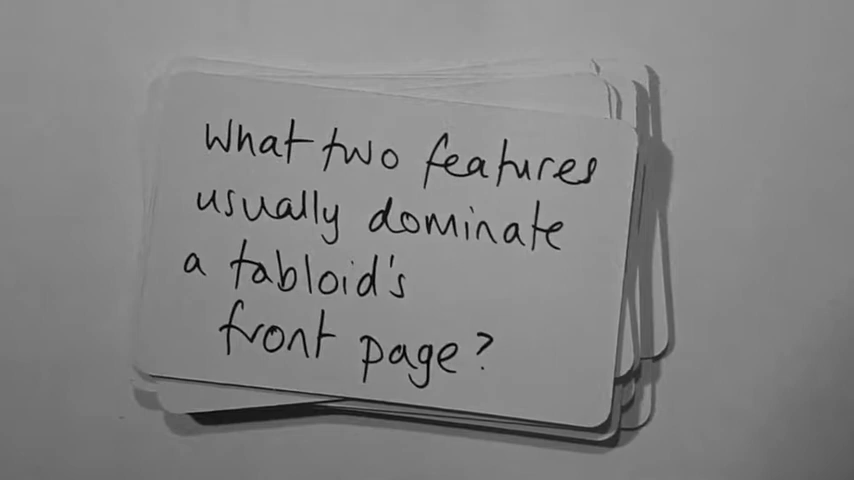 What two features
usually dominate
a tabloid's
front page?